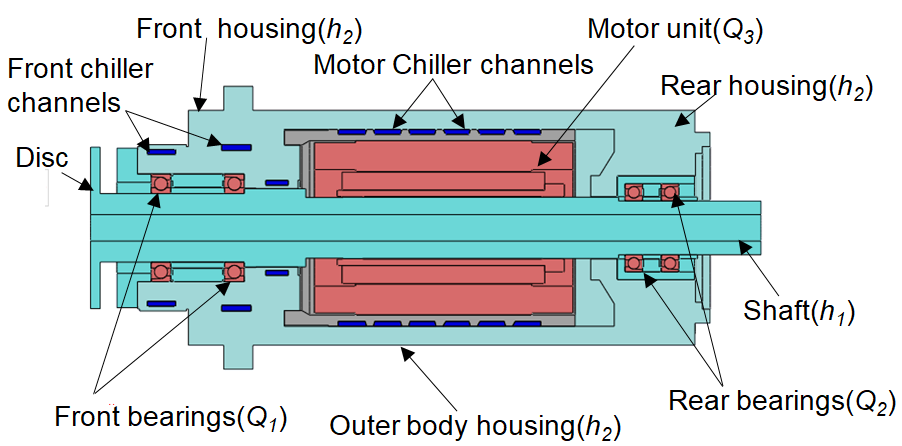 Front housing(h2)
Motor unit(Q3)
Front chiller
channels
Motor Chiller channels
Rear housing(h2)
Disc
Shaft(h1)
Front bearings(Q1)
Outer body housing(h2)
Rear bearings(Q2)